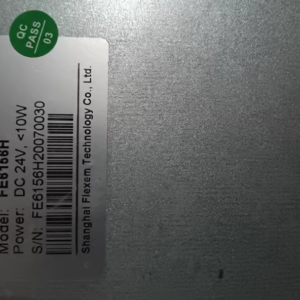 QC
PASS
03
Model: FE6156H
Power: DC 24V, <10W
S/N: FE6156H20070030
Shanghai Flexem Technology Co., Ltd.